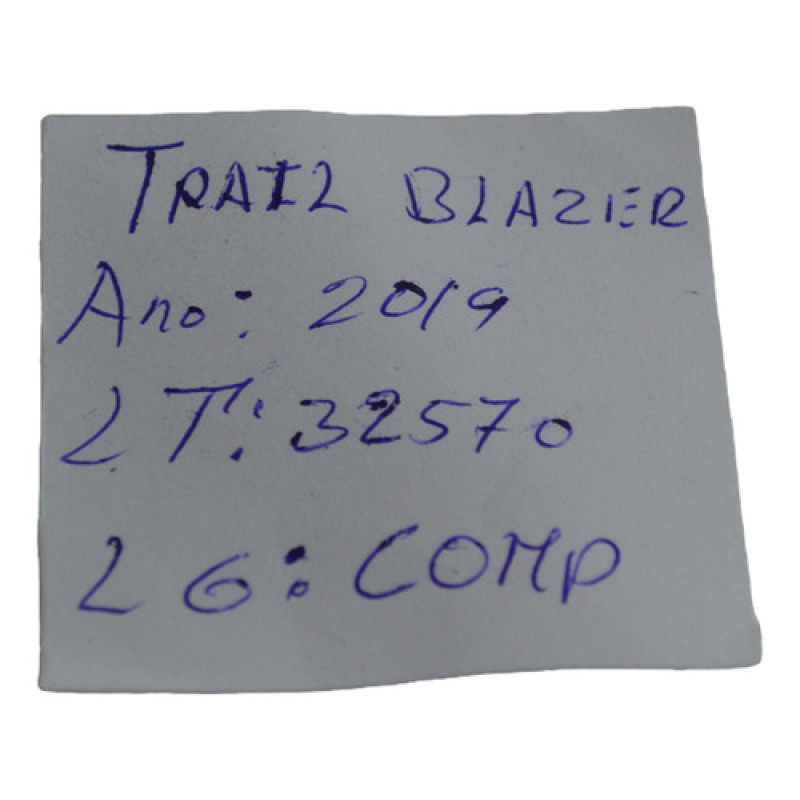 TRAIL BLAZER
Ano: 2019
LT: 32570
LG: COMP